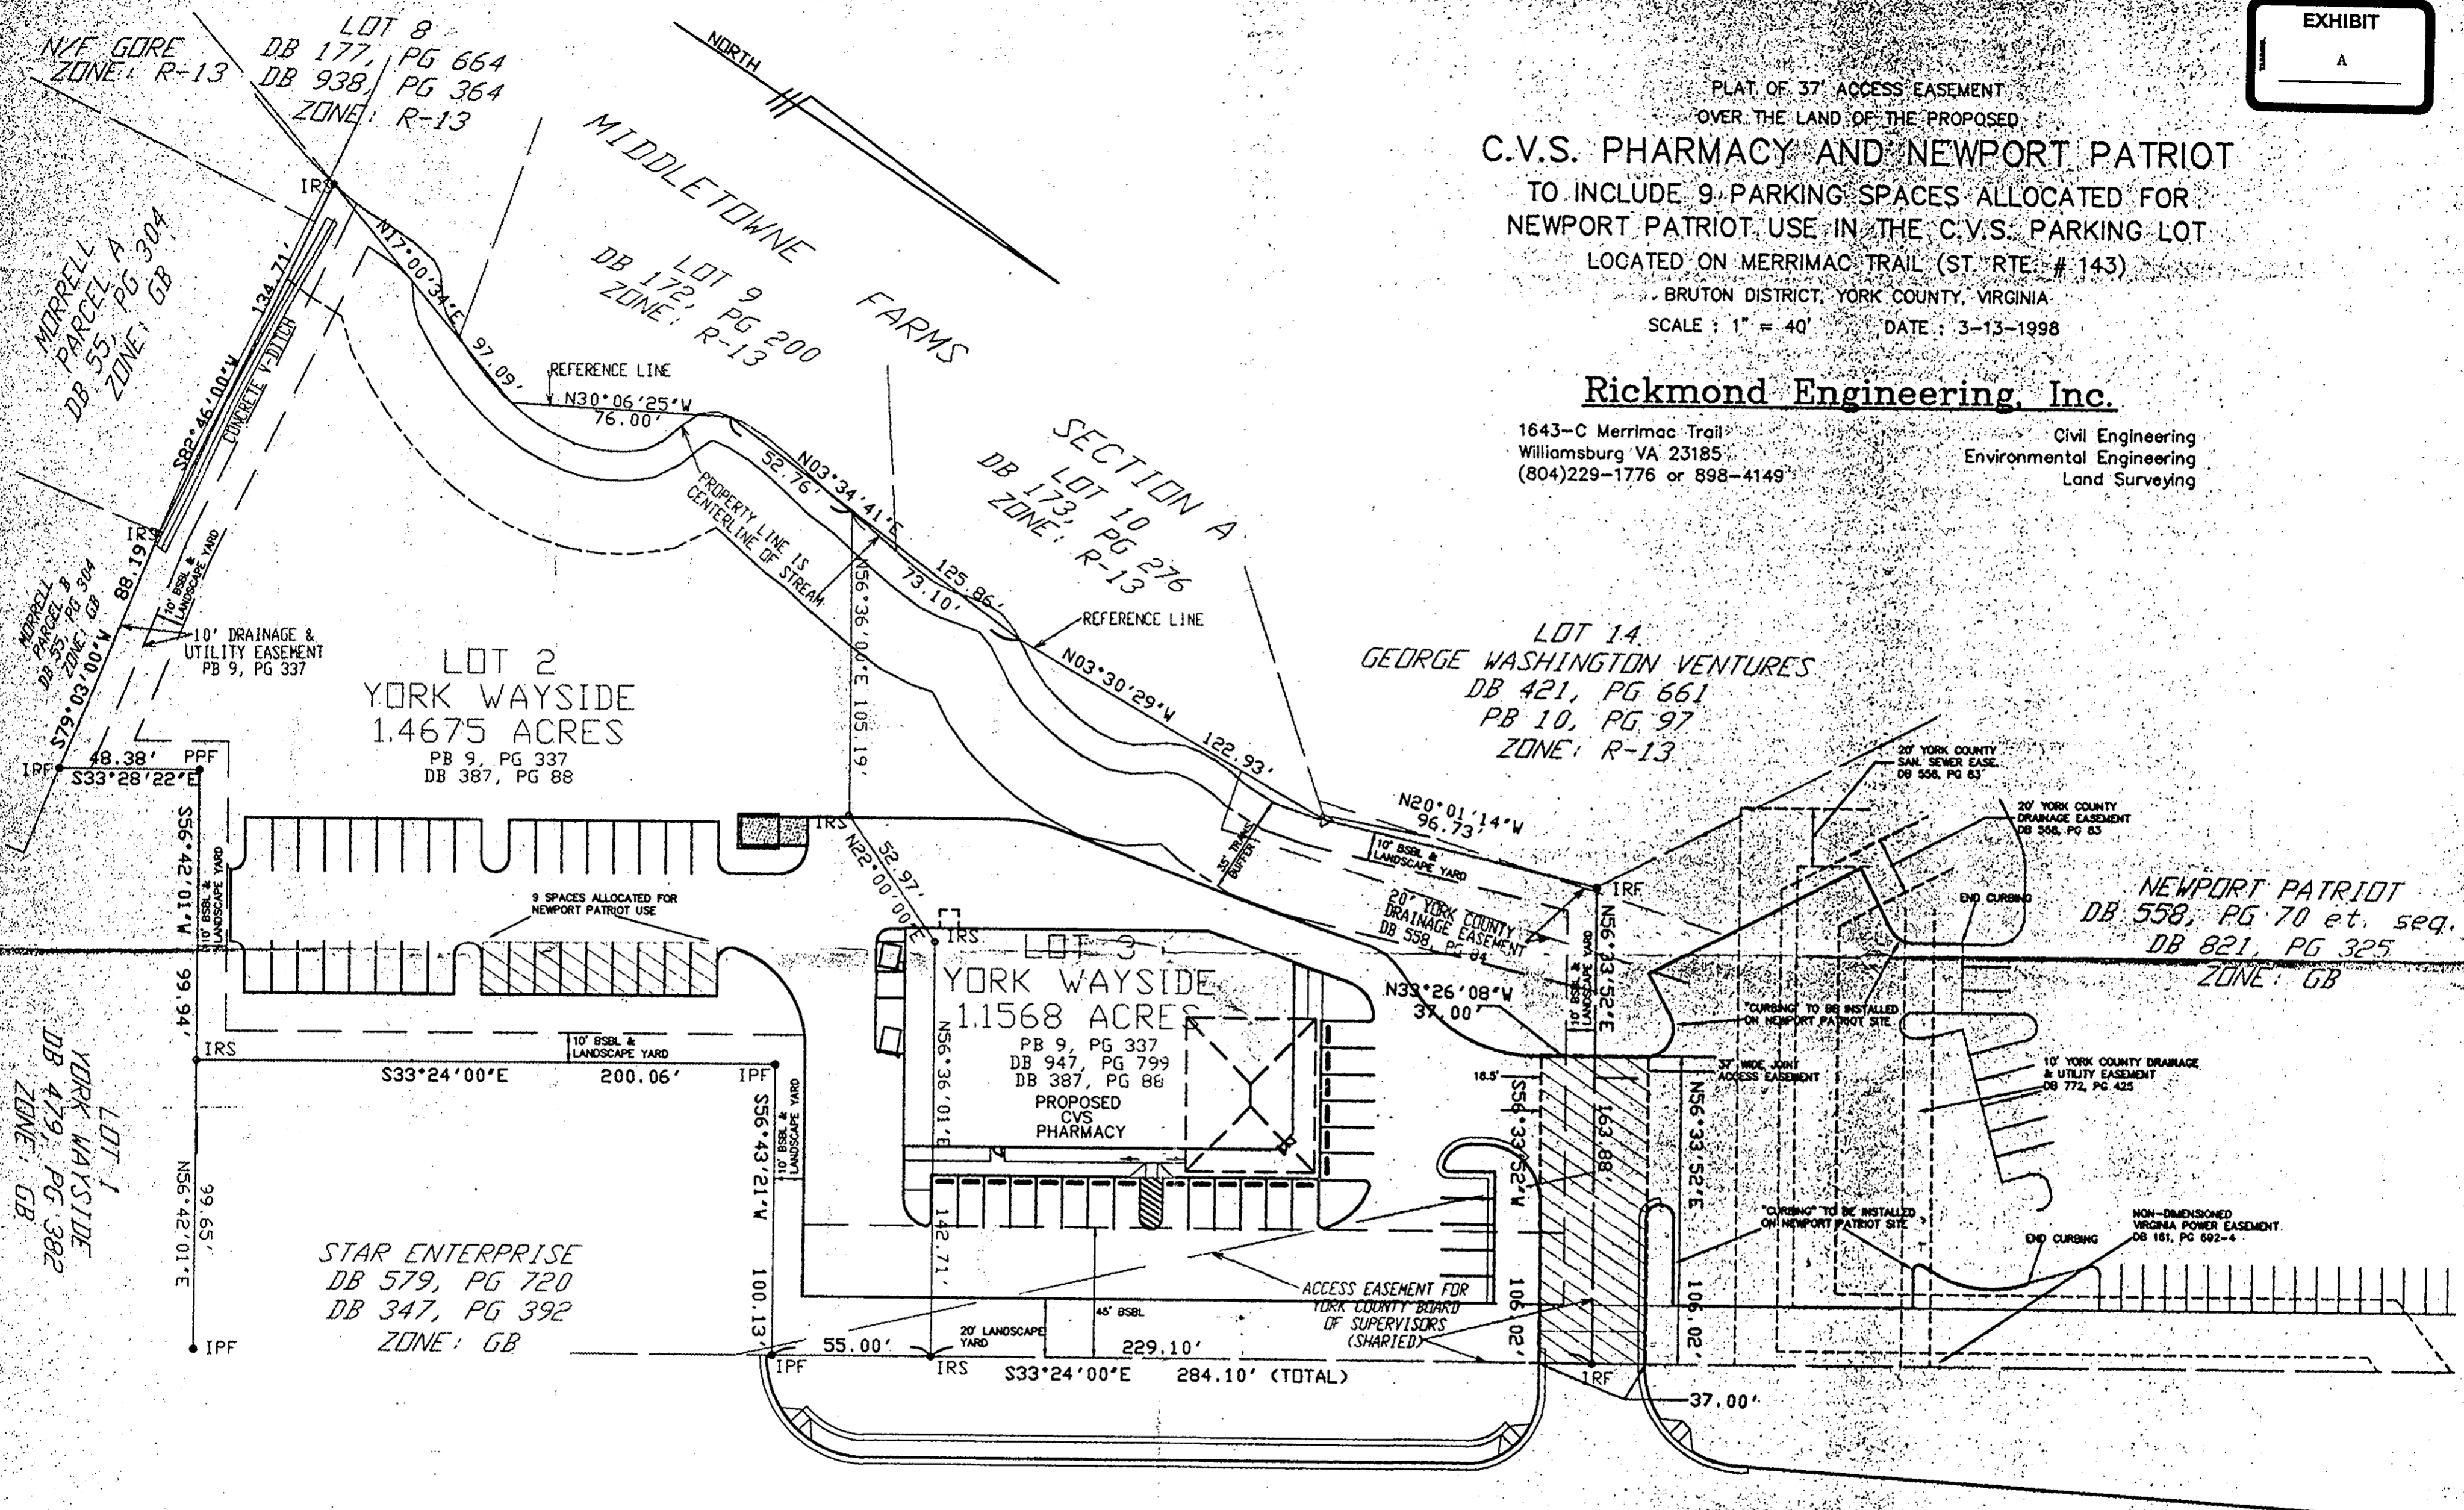 EXHIBIT
A
PLAT OF 37' ACCESS EASEMENT
OVER THE LAND OF THE PROPOSED
C.V.S. PHARMACY AND NEWPORT PATRIOT
TO INCLUDE 9 PARKING SPACES ALLOCATED FOR
NEWPORT PATRIOT USE IN THE C.V.S. PARKING LOT
LOCATED ON MERRIMAC TRAIL (ST. RTE. # 143)
BRUTON DISTRICT, YORK COUNTY, VIRGINIA
SCALE : 1" = 40' DATE : 3-13-1998
Rickmond Engineering, Inc.
1643-C Merrimac Trail
Williamsburg VA 23185
(804)229-1776 or 898-4149
Civil Engineering
Environmental Engineering
Land Surveying
N/F GORE
ZONE: R-13
LOT 8
DB 177, PG 664
DB 938, PG 364
ZONE: R-13
NORTH
MIDDLETOWNE
FARMS
LOT 9
DB 172, PG 200
ZONE: R-13
SECTION A
LOT 10
DB 173, PG 276
ZONE: R-13
IRS
MORRELL
PARCEL A
DB 55, PG 304
ZONE: GB
134.71'
S82°46'00"W
CONCRETE V-DITCH
N17°00'34"E
97.09'
REFERENCE LINE
N30°06'25"W
76.00'
N03°34'41"E
52.76'
PROPERTY LINE IS
CENTERLINE OF STREAM
125.86'
73.10'
REFERENCE LINE
N03°30'29"W
122.93'
N56°36'00"E 105.19'
IRS
MORRELL
PARCEL B
DB 55, PG 304
ZONE: GB
88.19'
S79°03'00"W
10' BSBL &
LANDSCAPE YARD
10' DRAINAGE &
UTILITY EASEMENT
PB 9, PG 337
LOT 2
YORK WAYSIDE
1.4675 ACRES
PB 9, PG 337
DB 387, PG 88
LOT 14
GEORGE WASHINGTON VENTURES
DB 421, PG 661
PB 10, PG 97
ZONE: R-13
IPF
48.38'
PPF
S33°28'22"E
S56°42'01"W 99.94'
10' BSBL &
LANDSCAPE YARD
9 SPACES ALLOCATED FOR
NEWPORT PATRIOT USE
IRS
52.97'
N22°00'00"E
IRS
N20°01'14"W
96.73'
35' TRANS.
BUFFER
10' BSBL &
LANDSCAPE YARD
20' YORK COUNTY
DRAINAGE EASEMENT
DB 558, PG 84
IRF
N56°33'52"E
10' BSBL &
LANDSCAPE YARD
N33°26'08"W
37.00'
20' YORK COUNTY
SAN. SEWER EASE.
DB 558, PG 83
20' YORK COUNTY
DRAINAGE EASEMENT
DB 558, PG 83
END CURBING
NEWPORT PATRIOT
DB 558, PG 70 et. seq.
DB 821, PG 325
ZONE: GB
"CURBING" TO BE INSTALLED
ON NEWPORT PATRIOT SITE
37' WIDE JOINT
ACCESS EASEMENT
10' YORK COUNTY DRAINAGE
& UTILITY EASEMENT
DB 772, PG 425
LOT 3
YORK WAYSIDE
1.1568 ACRES
PB 9, PG 337
DB 947, PG 799
DB 387, PG 88
PROPOSED
CVS
PHARMACY
N56°36'01"E
142.71'
IRS
10' BSBL &
LANDSCAPE YARD
S33°24'00"E 200.06'
IPF
S56°43'21"W 100.13'
10' BSBL &
LANDSCAPE YARD
18.5'
S56°33'52"W 106.02'
163.88'
N56°33'52"E 106.02'
LOT 1
YORK WAYSIDE
DB 479, PG 382
ZONE: GB
N56°42'01"E
99.65'
IPF
STAR ENTERPRISE
DB 579, PG 720
DB 347, PG 392
ZONE: GB
"CURBING" TO BE INSTALLED
ON NEWPORT PATRIOT SITE
END CURBING
NON-DIMENSIONED
VIRGINIA POWER EASEMENT
DB 161, PG 692-4
ACCESS EASEMENT FOR
YORK COUNTY BOARD
OF SUPERVISORS
(SHARIED)
45' BSBL
20' LANDSCAPE
YARD
IPF
55.00'
IRS
229.10'
S33°24'00"E 284.10' (TOTAL)
IRF
37.00'